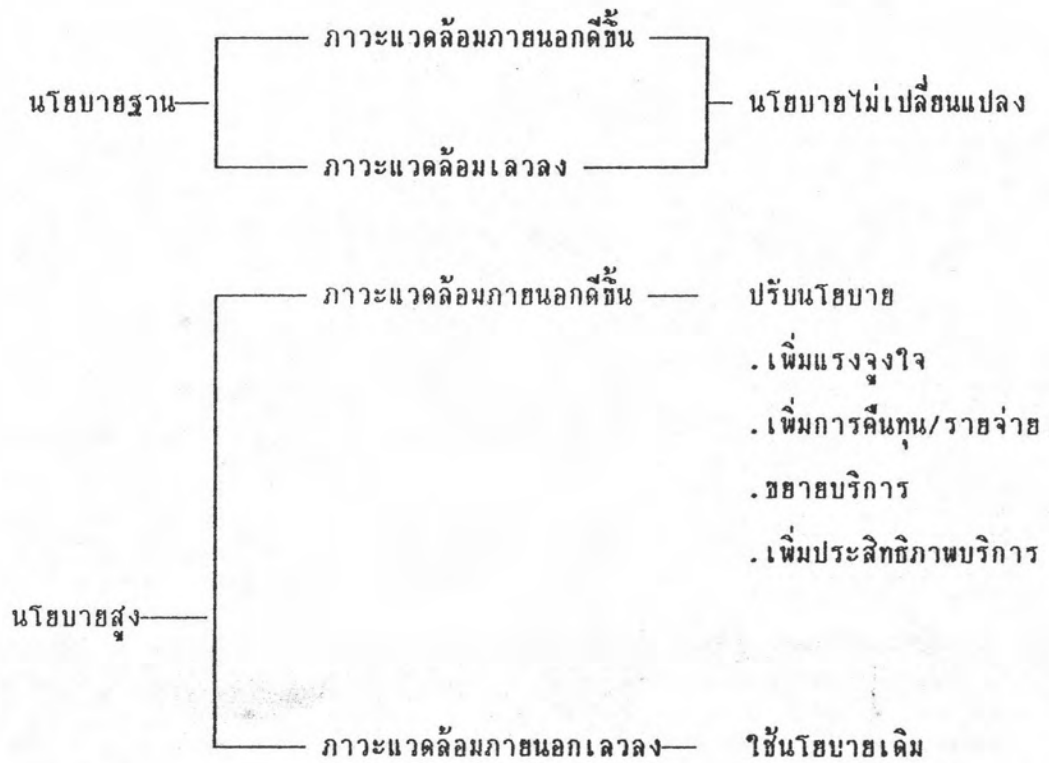 ภาวะแวดล้อมภายนอกดีขึ้น
นโยบายฐาน
นโยบายไม่เปลี่ยนแปลง
ภาวะแวดล้อมเลวลง
ภาวะแวดล้อมภายนอกดีขึ้น
ปรับนโยบาย
.เพิ่มแรงจูงใจ
.เพิ่มการคืนทุน/รายจ่าย
.ขยายบริการ
.เพิ่มประสิทธิภาพบริการ
นโยบายสูง
ภาวะแวดล้อมภายนอกเลวลง
ใช้นโยบายเดิม